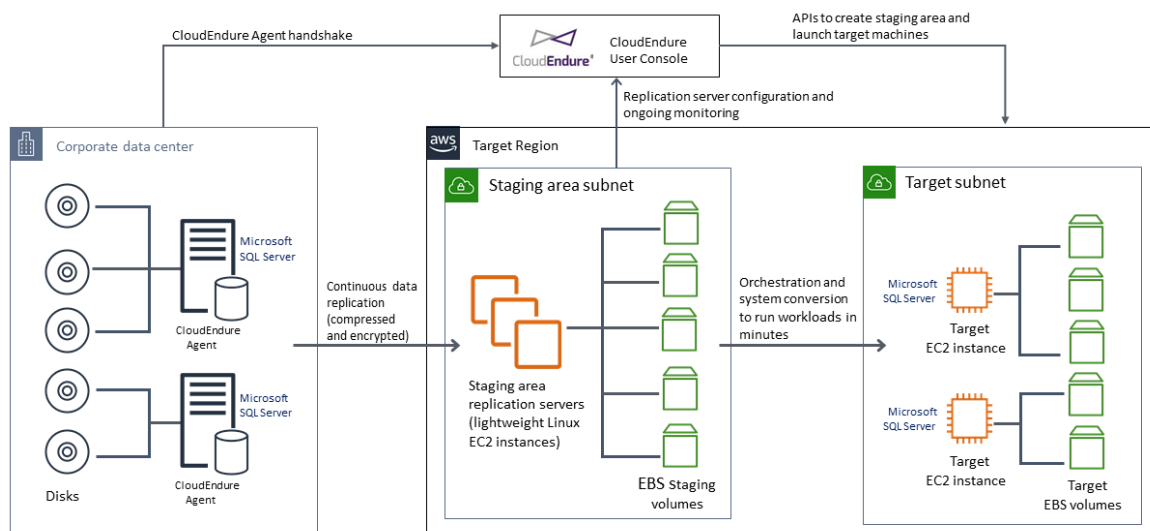 CloudEndure Agent handshake
CloudEndure
CloudEndure
User Console
APIs to create staging area and
launch target machines
Replication server configuration and
ongoing monitoring
Corporate data center
aws
Target Region
Staging area subnet
Target subnet
Microsoft
SQL Server
CloudEndure
Agent
Microsoft
SQL Server
CloudEndure
Agent
Disks
Continuous data
replication
(compressed
and encrypted)
Staging area
replication servers
(lightweight Linux
EC2 instances)
EBS Staging
volumes
Orchestration and
system conversion
to run workloads in
minutes
Microsoft
SQL Server
Target
EC2 instance
Microsoft
SQL Server
Target
EC2 instance
Target
EBS volumes